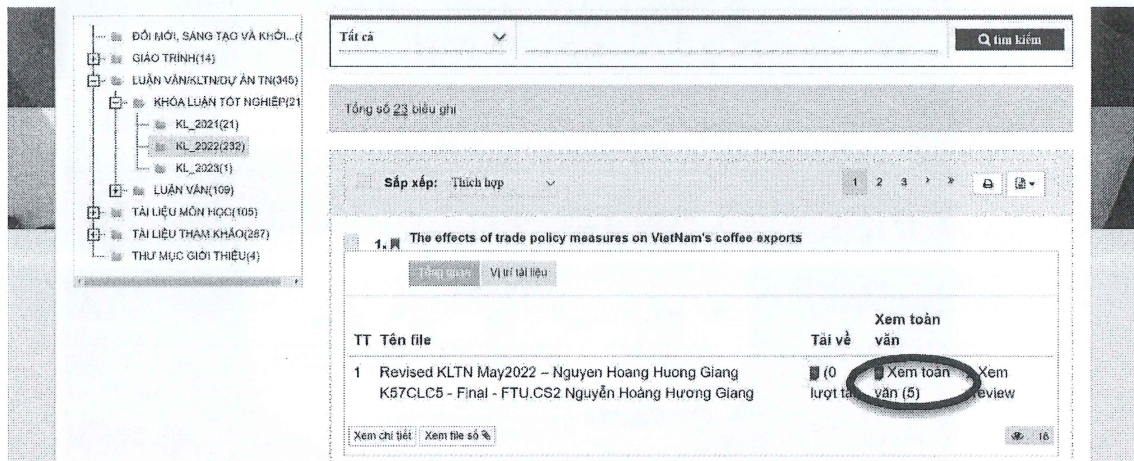 ĐỔI MỚI, SÁNG TẠO VÀ KHỞI...(
GIÁO TRÌNH(14)
LUẬN VĂN/KLTN/DỰ ÁN TN(345)
KHÓA LUẬN TỐT NGHIỆP(21
KL_2021(21)
KL_2022(232)
KL_2023(1)
LUẬN VĂN(109)
TÀI LIỆU MÔN HỌC(105)
TÀI LIỆU THAM KHẢO(287)
THƯ MỤC GIỚI THIỆU(4)
Tất cả
tìm kiếm
Tổng số 23 biểu ghi
Sắp xếp: Thích hợp
1 2 3 › »
1. The effects of trade policy measures on VietNam's coffee exports
Tổng quan Vị trí tài liệu
TT Tên file Tải về Xem toàn văn
1 Revised KLTN May2022 – Nguyen Hoang Huong Giang
K57CLC5 - Final - FTU.CS2 Nguyễn Hoàng Hương Giang
(0
lượt tả
Xem toàn
văn (5)
Xem
review
Xem chi tiết Xem file số
16